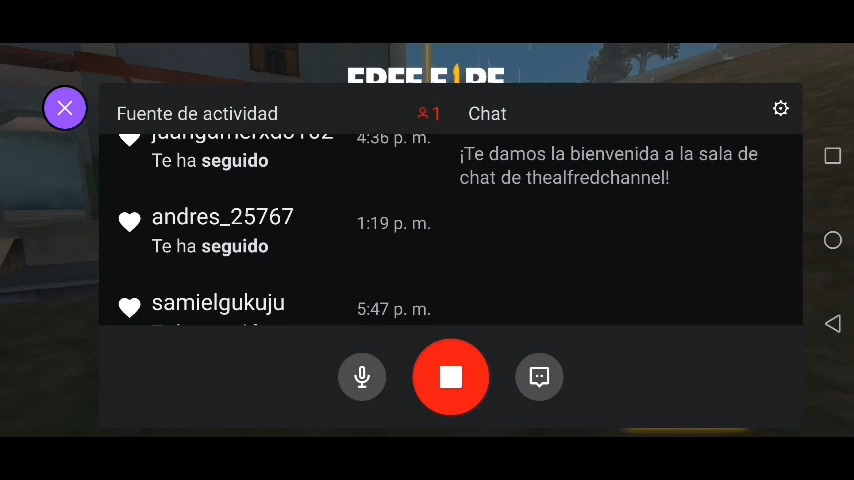 FREE FIRE
Fuente de actividad
1
Chat
juangamerxd5162
4:36 p. m.
Te ha seguido
¡Te damos la bienvenida a la sala de
chat de thealfredchannel!
andres_25767
1:19 p. m.
Te ha seguido
samielgukuju
5:47 p. m.